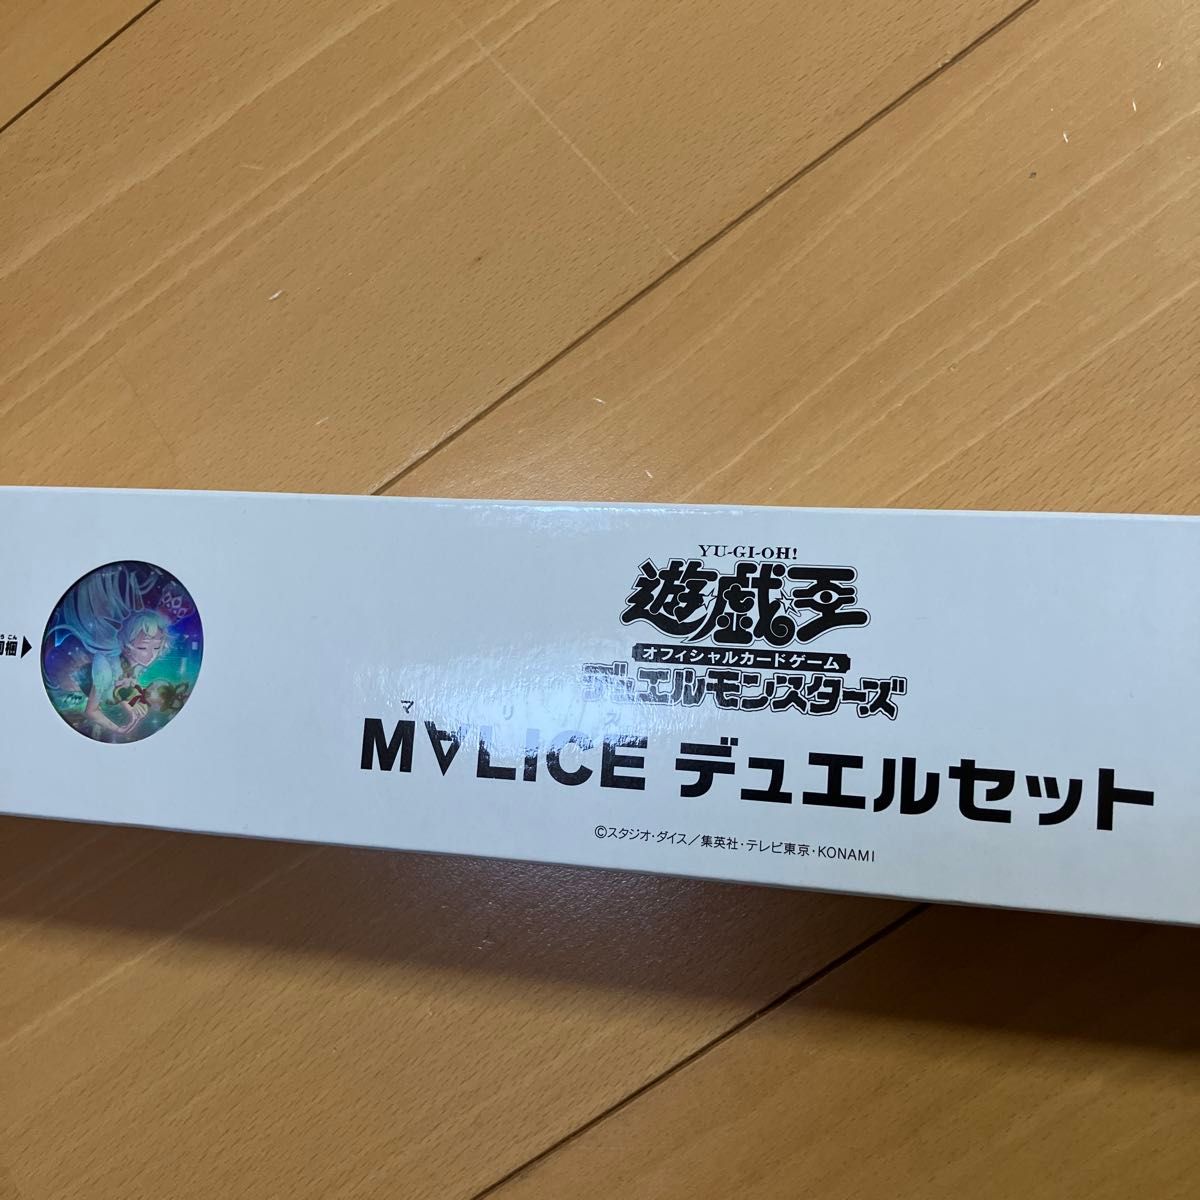 梱▶
YU-GI-OH!
遊戯王
オフィシャルカードゲーム
デュエルモンスターズ
マリス
M∀LICE デュエルセット
©スタジオ・ダイス／集英社・テレビ東京・KONAMI